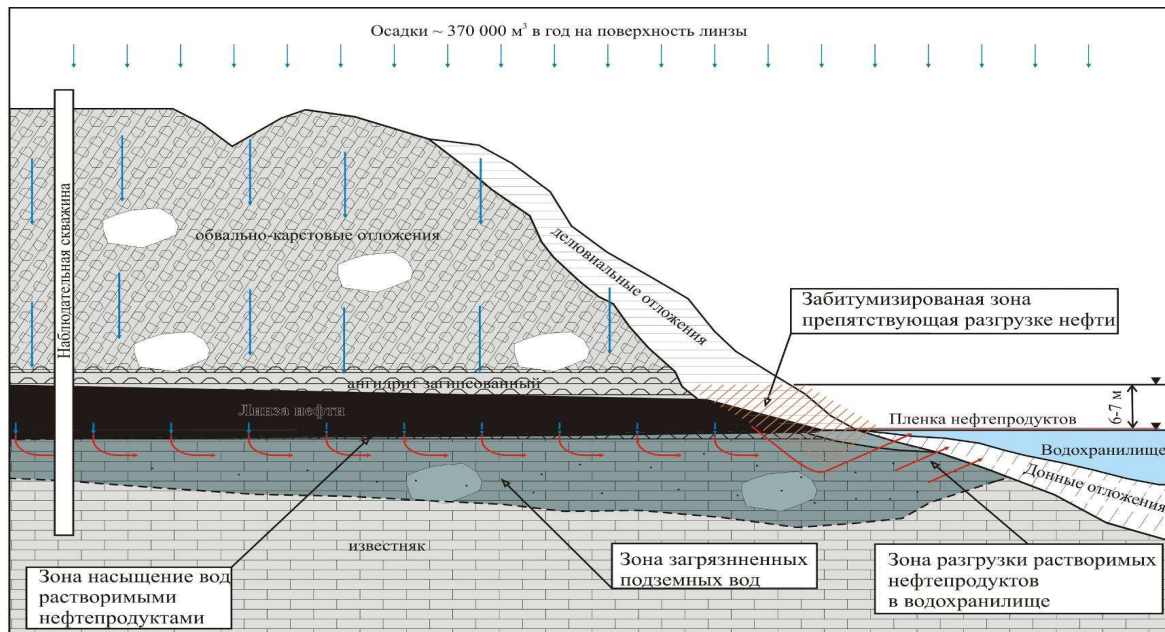 Осадки ~ 370 000 м³ в год на поверхность линзы
Наблюдательная скважина
обвально-карстовые отложения
делювиальные отложения
Забитумизированая зона
препятствующая разгрузке нефти
ангидрит загипсованный
Линза нефти
6-7 м
Пленка нефтепродуктов
Водохранилище
Донные отложения
известняк
Зона насыщение вод
растворимыми
нефтепродуктами
Зона загрязнненных
подземных вод
Зона разгрузки растворимых
нефтепродуктов
в водохранилище